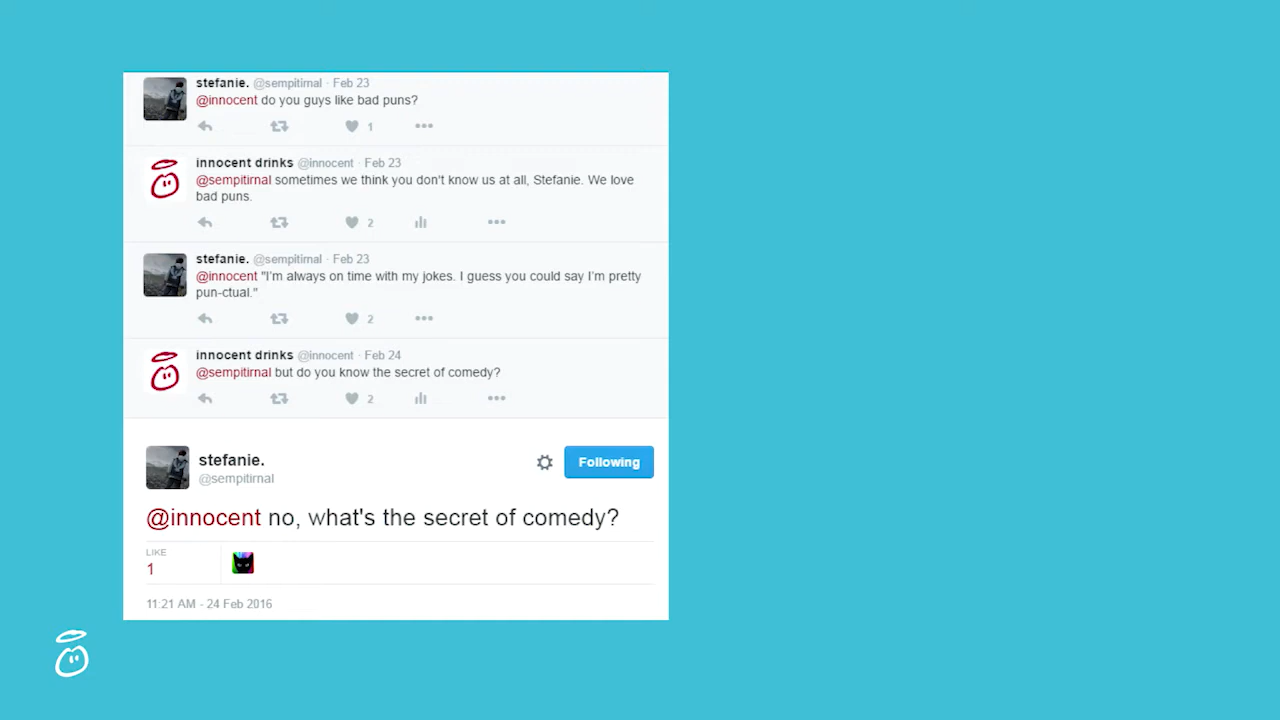 stefanie. @sempitirnal · Feb 23
@innocent do you guys like bad puns?
1
innocent drinks @innocent · Feb 23
@sempitirnal sometimes we think you don't know us at all, Stefanie. We love
bad puns.
2
stefanie. @sempitirnal · Feb 23
@innocent "I'm always on time with my jokes. I guess you could say I'm pretty
pun-ctual."
2
innocent drinks @innocent · Feb 24
@sempitirnal but do you know the secret of comedy?
2
stefanie.
@sempitirnal
Following
@innocent no, what's the secret of comedy?
LIKE
1
11:21 AM - 24 Feb 2016